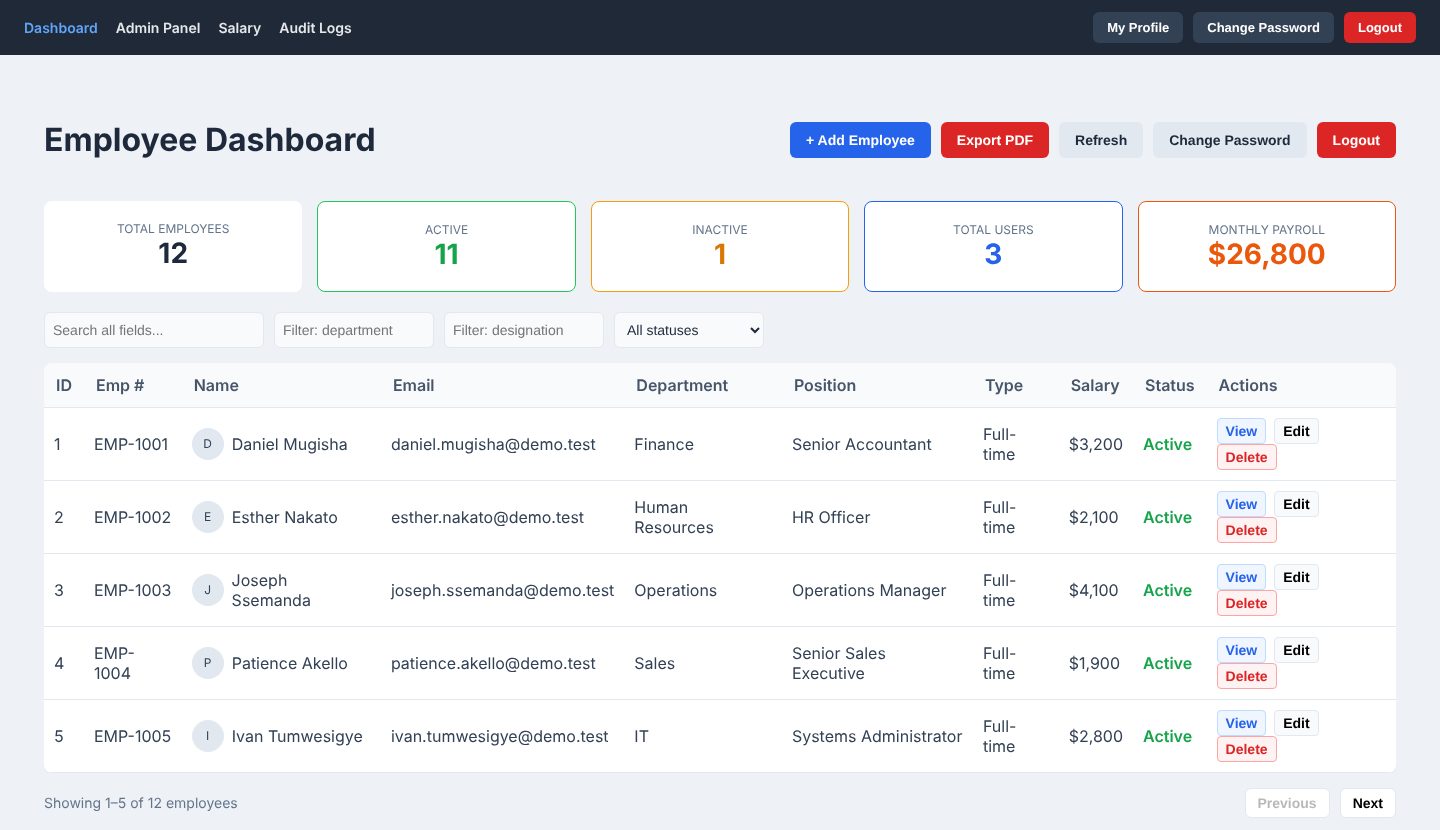 Dashboard Admin Panel Salary Audit Logs My Profile Change Password Logout
Employee Dashboard + Add Employee Export PDF Refresh Change Password Logout
TOTAL EMPLOYEES ACTIVE INACTIVE TOTAL USERS MONTHLY PAYROLL
12 11 1 3 $26,800
Search all fields... Filter: department Filter: designation All statuses
ID Emp # Name Email Department Position Type Salary Status Actions
1 EMP-1001 D Daniel Mugisha daniel.mugisha@demo.test Finance Senior Accountant Full-time $3,200 Active View Edit Delete
2 EMP-1002 E Esther Nakato esther.nakato@demo.test Human Resources HR Officer Full-time $2,100 Active View Edit Delete
3 EMP-1003 J Joseph Ssemanda joseph.ssemanda@demo.test Operations Operations Manager Full-time $4,100 Active View Edit Delete
4 EMP-1004 P Patience Akello patience.akello@demo.test Sales Senior Sales Executive Full-time $1,900 Active View Edit Delete
5 EMP-1005 I Ivan Tumwesigye ivan.tumwesigye@demo.test IT Systems Administrator Full-time $2,800 Active View Edit Delete
Showing 1–5 of 12 employees Previous Next